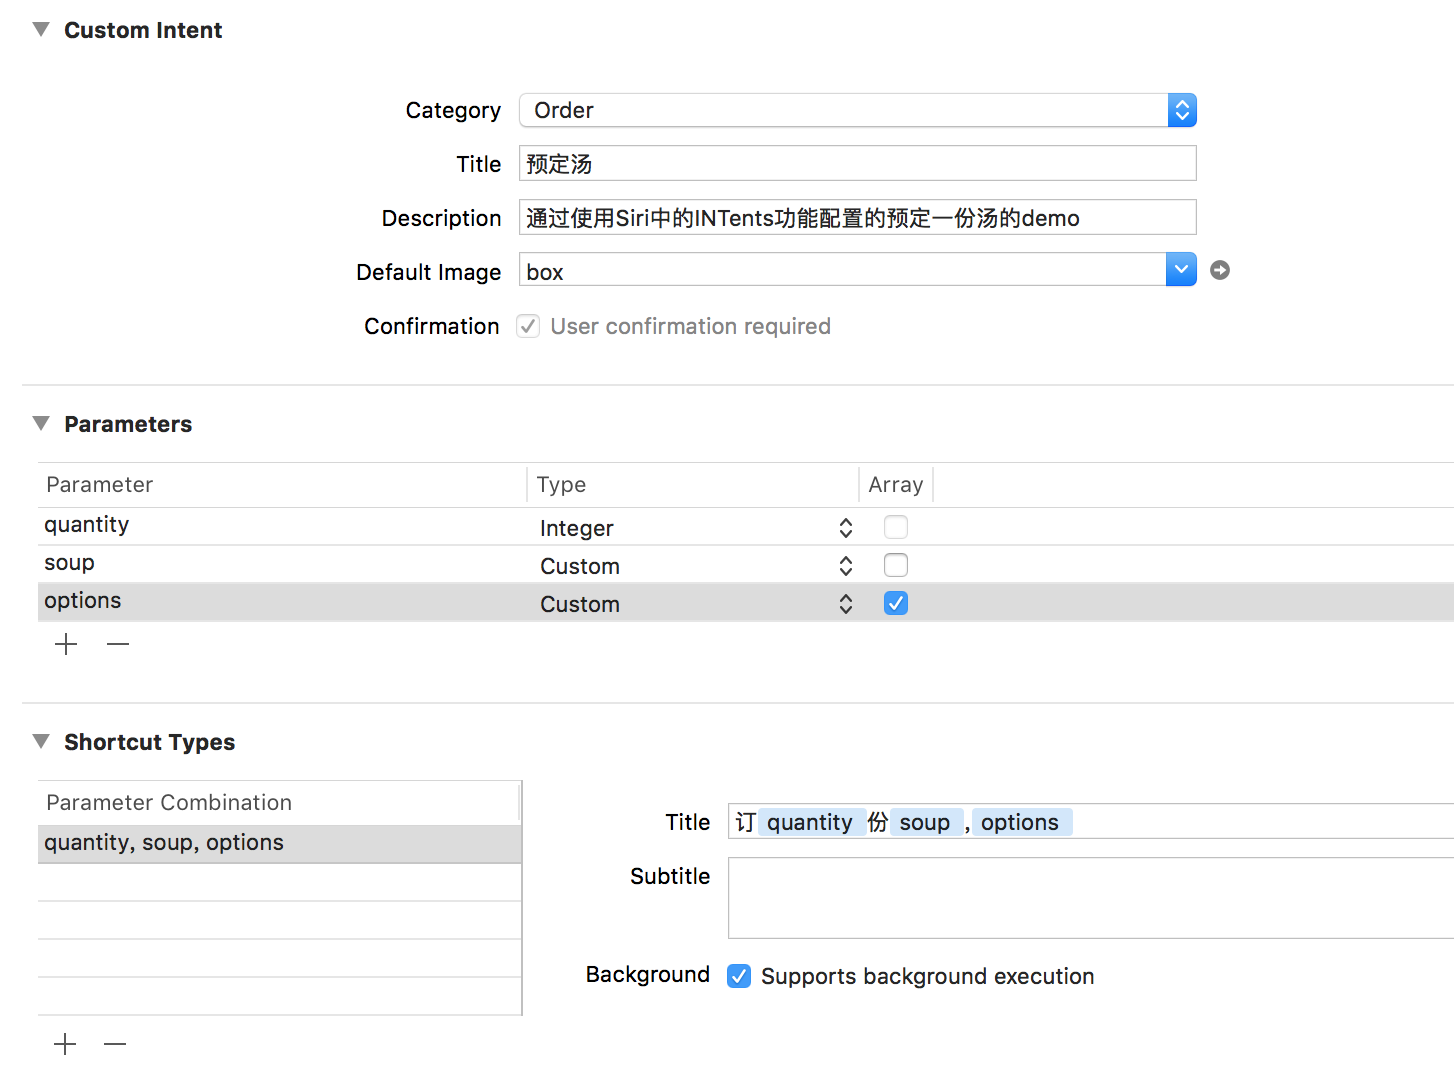 Custom Intent
Category Order
Title 预定汤
Description 通过使用Siri中的INTents功能配置的预定一份汤的demo
Default Image box
Confirmation User confirmation required
Parameters
Parameter Type Array
quantity Integer
soup Custom
options Custom
Shortcut Types
Parameter Combination
quantity, soup, options
Title 订 quantity 份 soup , options
Subtitle
Background Supports background execution